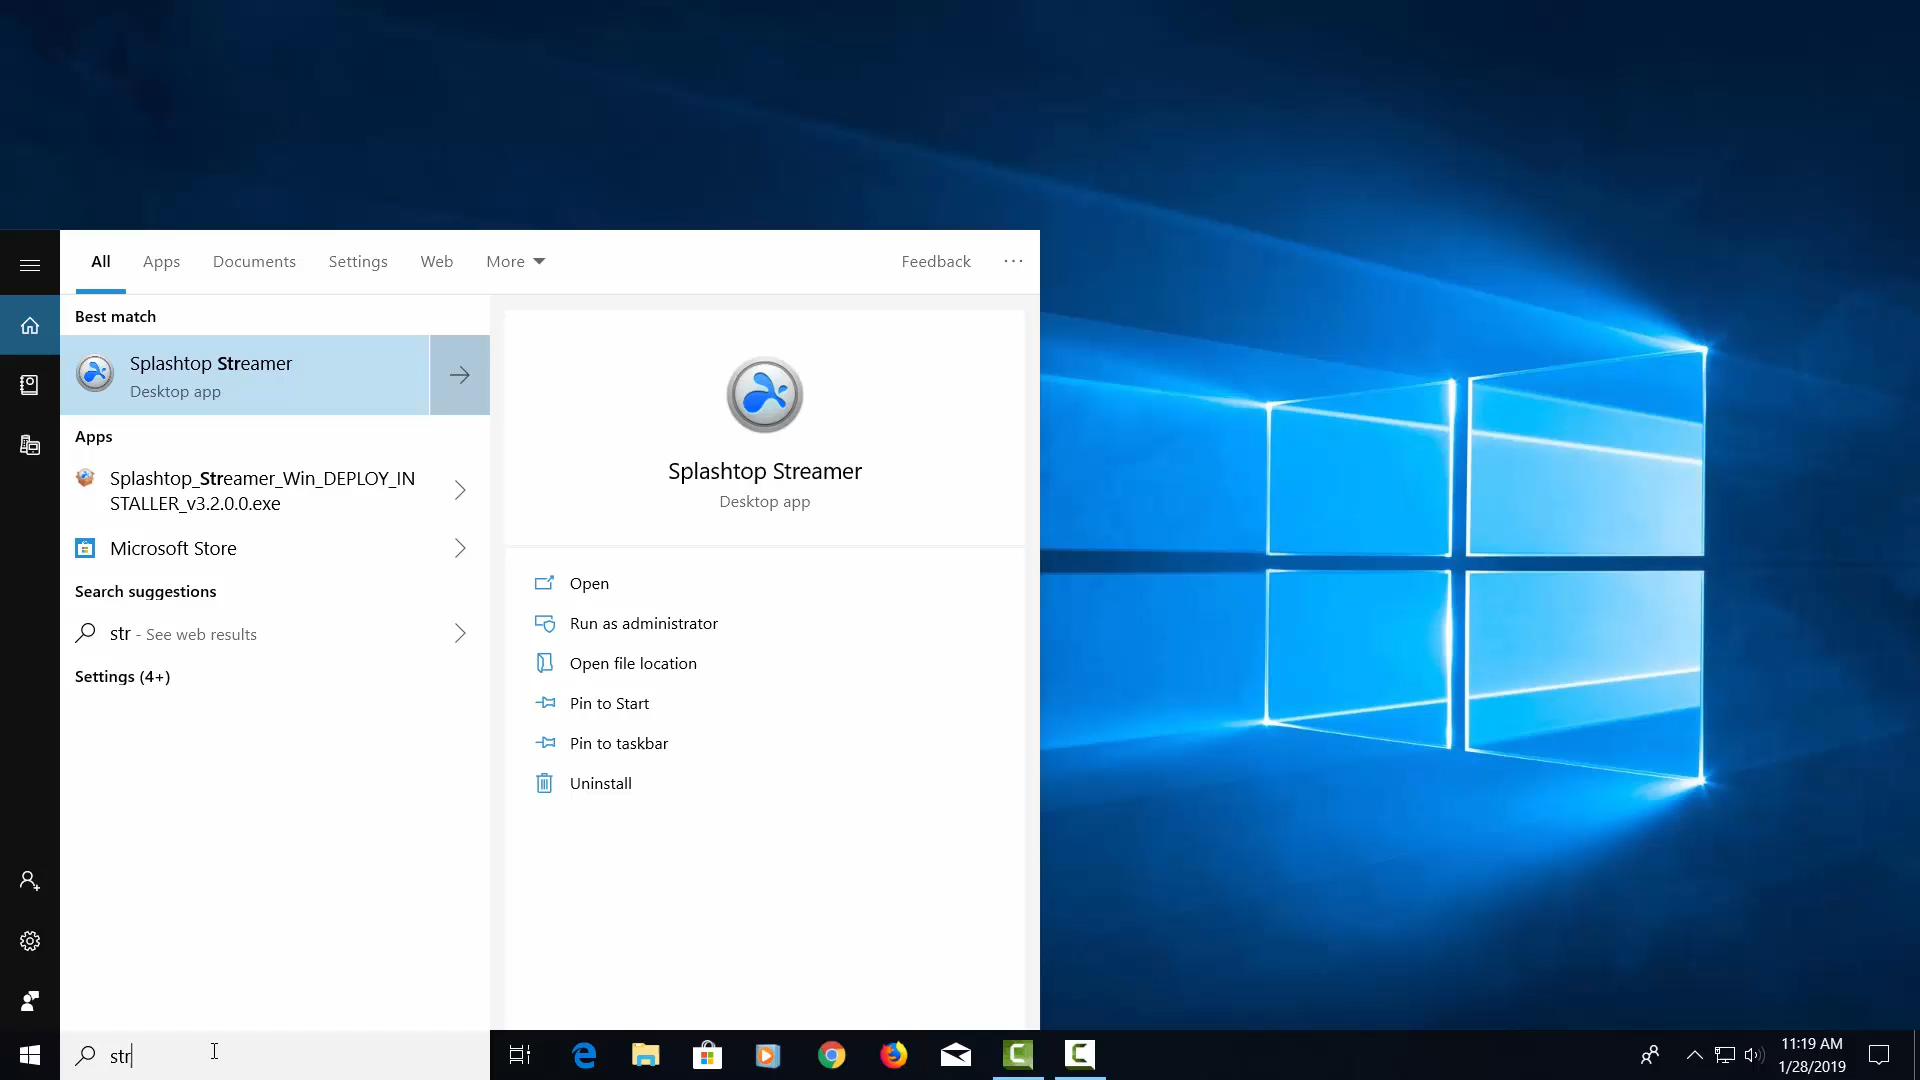 All Apps Documents Settings Web More Feedback ...
Best match
Splashtop Streamer
Desktop app
Apps
Splashtop_Streamer_Win_DEPLOY_IN
STALLER_v3.2.0.0.exe
Microsoft Store
Search suggestions
str - See web results
Settings (4+)
Splashtop Streamer
Desktop app
Open
Run as administrator
Open file location
Pin to Start
Pin to taskbar
Uninstall
str
11:19 AM
1/28/2019